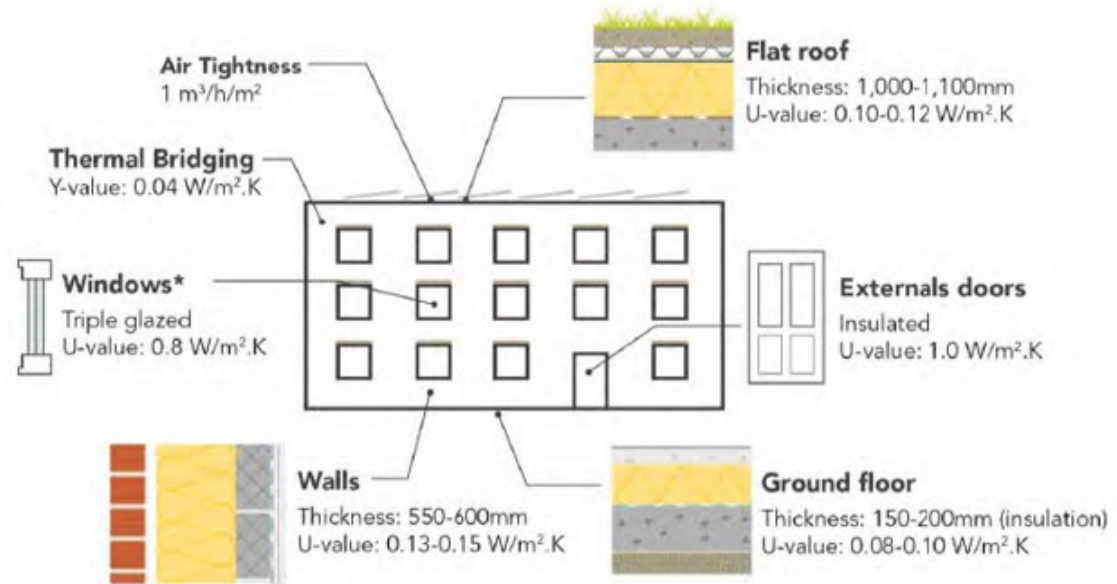 Air Tightness
1 m³/h/m²
Flat roof
Thickness: 1,000-1,100mm
U-value: 0.10-0.12 W/m².K
Thermal Bridging
Y-value: 0.04 W/m².K
Windows*
Triple glazed
U-value: 0.8 W/m².K
Externals doors
Insulated
U-value: 1.0 W/m².K
Walls
Thickness: 550-600mm
U-value: 0.13-0.15 W/m².K
Ground floor
Thickness: 150-200mm (insulation)
U-value: 0.08-0.10 W/m².K